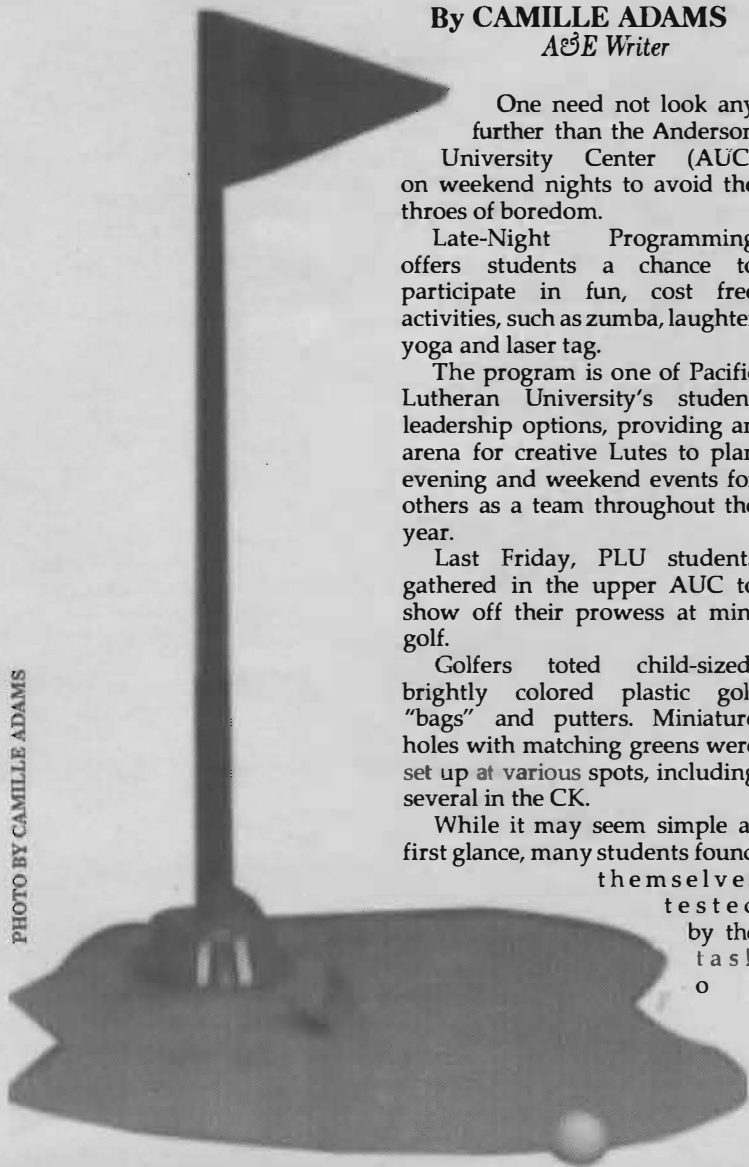 By CAMILLE ADAMS
A&E Writer
One need not look any
further than the Anderson
University Center (AUC
on weekend nights to avoid the
throes of boredom.
Late-Night Programming
offers students a chance to
participate in fun, cost free
activities, such as zumba, laughter
yoga and laser tag.
The program is one of Pacifi
Lutheran University's studen
leadership options, providing an
arena for creative Lutes to plan
evening and weekend events for
others as a team throughout the
year.
Last Friday, PLU students
gathered in the upper AUC to
show off their prowess at min
golf.
Golfers toted child-sized
brightly colored plastic gol
"bags" and putters. Miniature
holes with matching greens were
set up at various spots, including
several in the CK.
While it may seem simple a
first glance, many students found
themselve
tested
by the
tas
o
PHOTO BY CAMILLE ADAMS